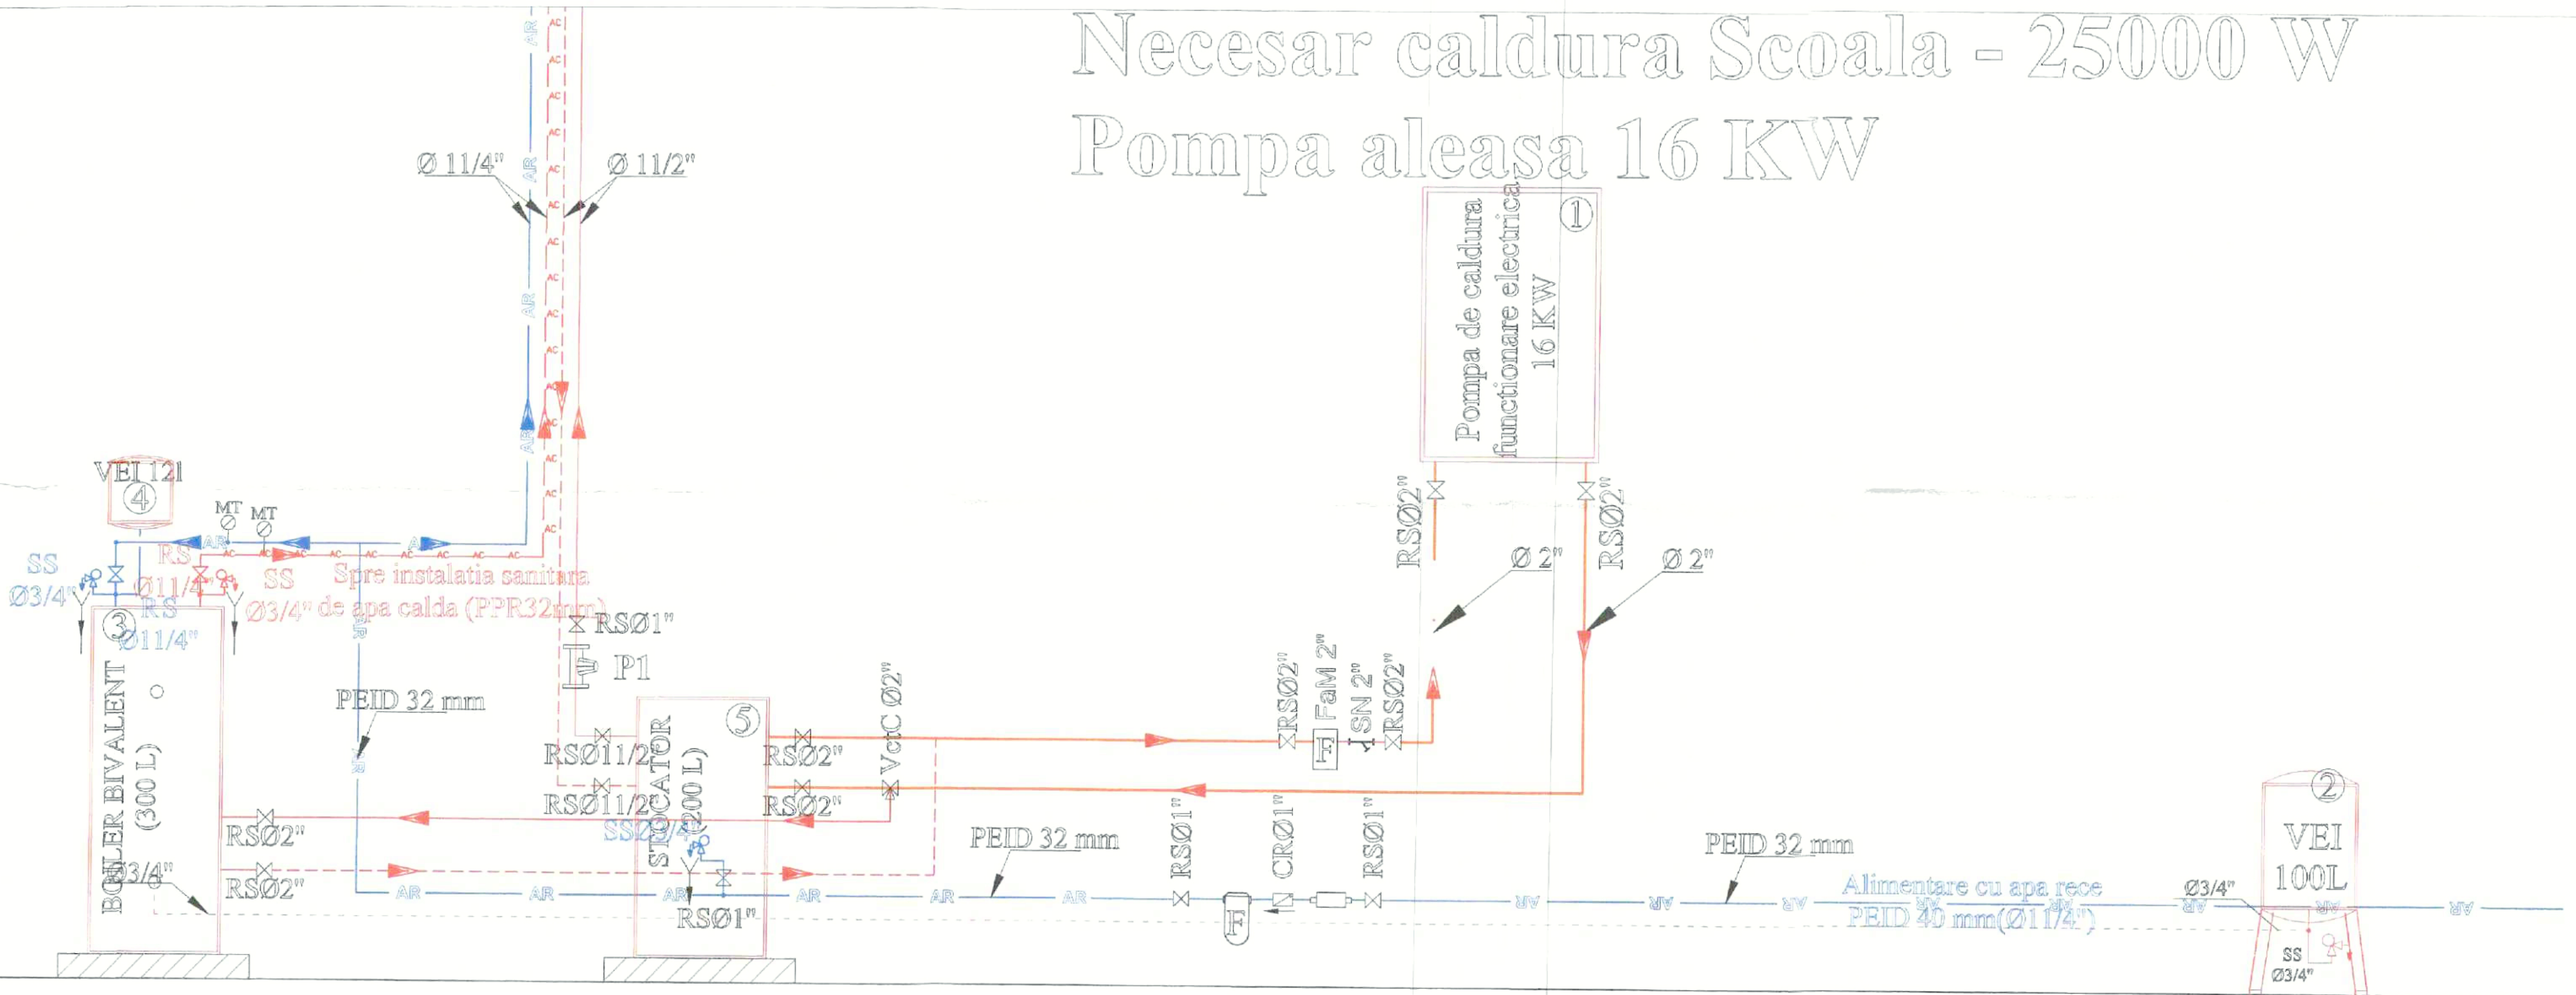 Necesar caldura Scoala - 25000 W
Pompa aleasa 16 KW
AR
AC
Ø 11/4"
Ø 11/2"
1
Pompa de caldura
functionare electrica
16 KW
RSØ2"
RSØ2"
Ø 2"
Ø 2"
VEI 12l
4
MT
MT
SS
Ø3/4"
RS
Ø11/4"
RS
Ø11/4"
SS
Ø3/4"
Spre instalatia sanitara
de apa calda (PPR32mm)
3
BOILER BIVALENT
(300 L)
RSØ1"
P1
PEID 32 mm
5
STOCATOR
(200 L)
RSØ11/2"
RSØ11/2"
RSØ2"
RSØ2"
VctC Ø2"
RSØ2"
FaM 2"
SN 2"
RSØ2"
F
RSØ2"
RSØ2"
Ø3/4"
SSØ3/4"
RSØ1"
PEID 32 mm
RSØ1"
CRØ1"
RSØ1"
F
PEID 32 mm
Alimentare cu apa rece
PEID 40 mm(Ø11/4")
2
VEI
100L
Ø3/4"
SS
Ø3/4"